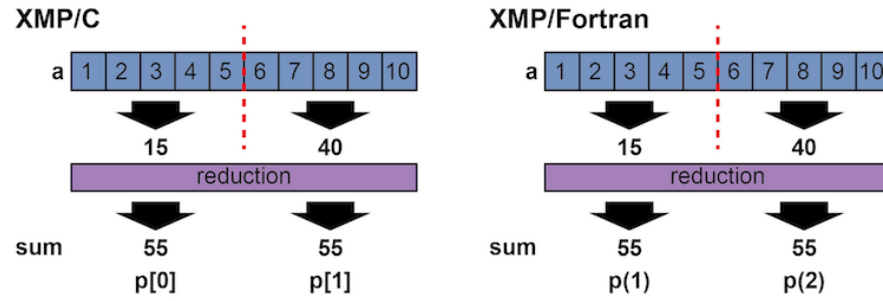 XMP/C
a 1 2 3 4 5 6 7 8 9 10
15 40
reduction
sum 55 55
p[0] p[1]
XMP/Fortran
a 1 2 3 4 5 6 7 8 9 10
15 40
reduction
sum 55 55
p(1) p(2)